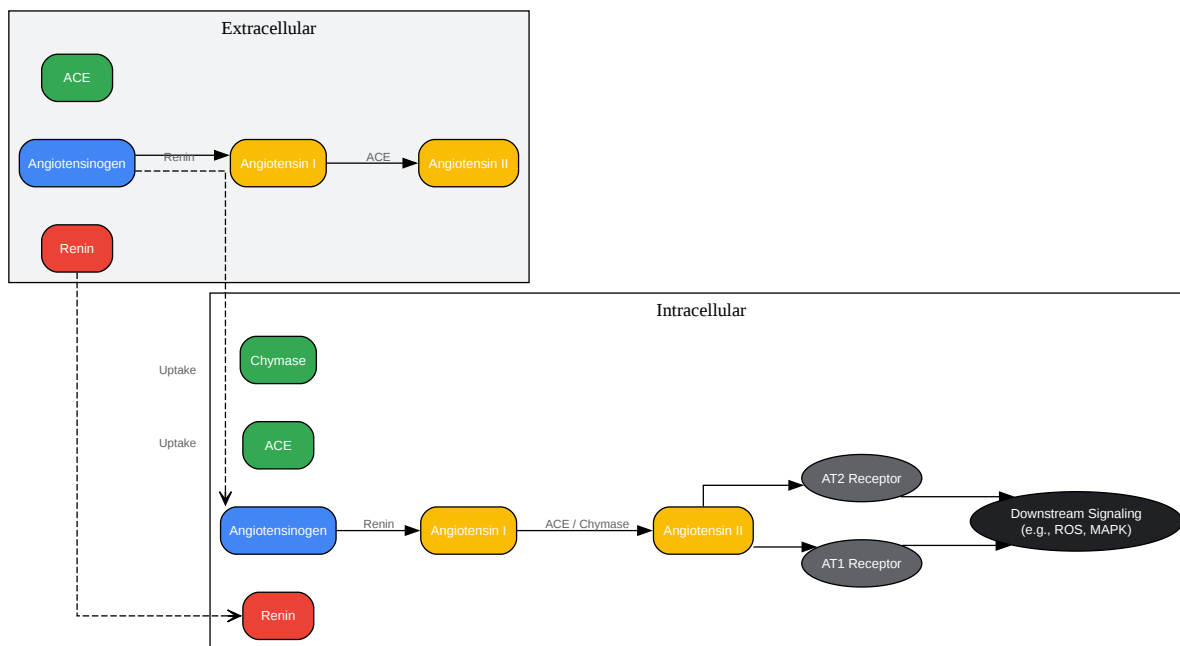 Extracellular
ACE
Angiotensinogen
Renin
Angiotensin I
ACE
Angiotensin II
Renin
Intracellular
Chymase
Uptake
ACE
Uptake
AT2 Receptor
Angiotensinogen
Renin
Angiotensin I
ACE / Chymase
Angiotensin II
Downstream Signaling
(e.g., ROS, MAPK)
AT1 Receptor
Renin